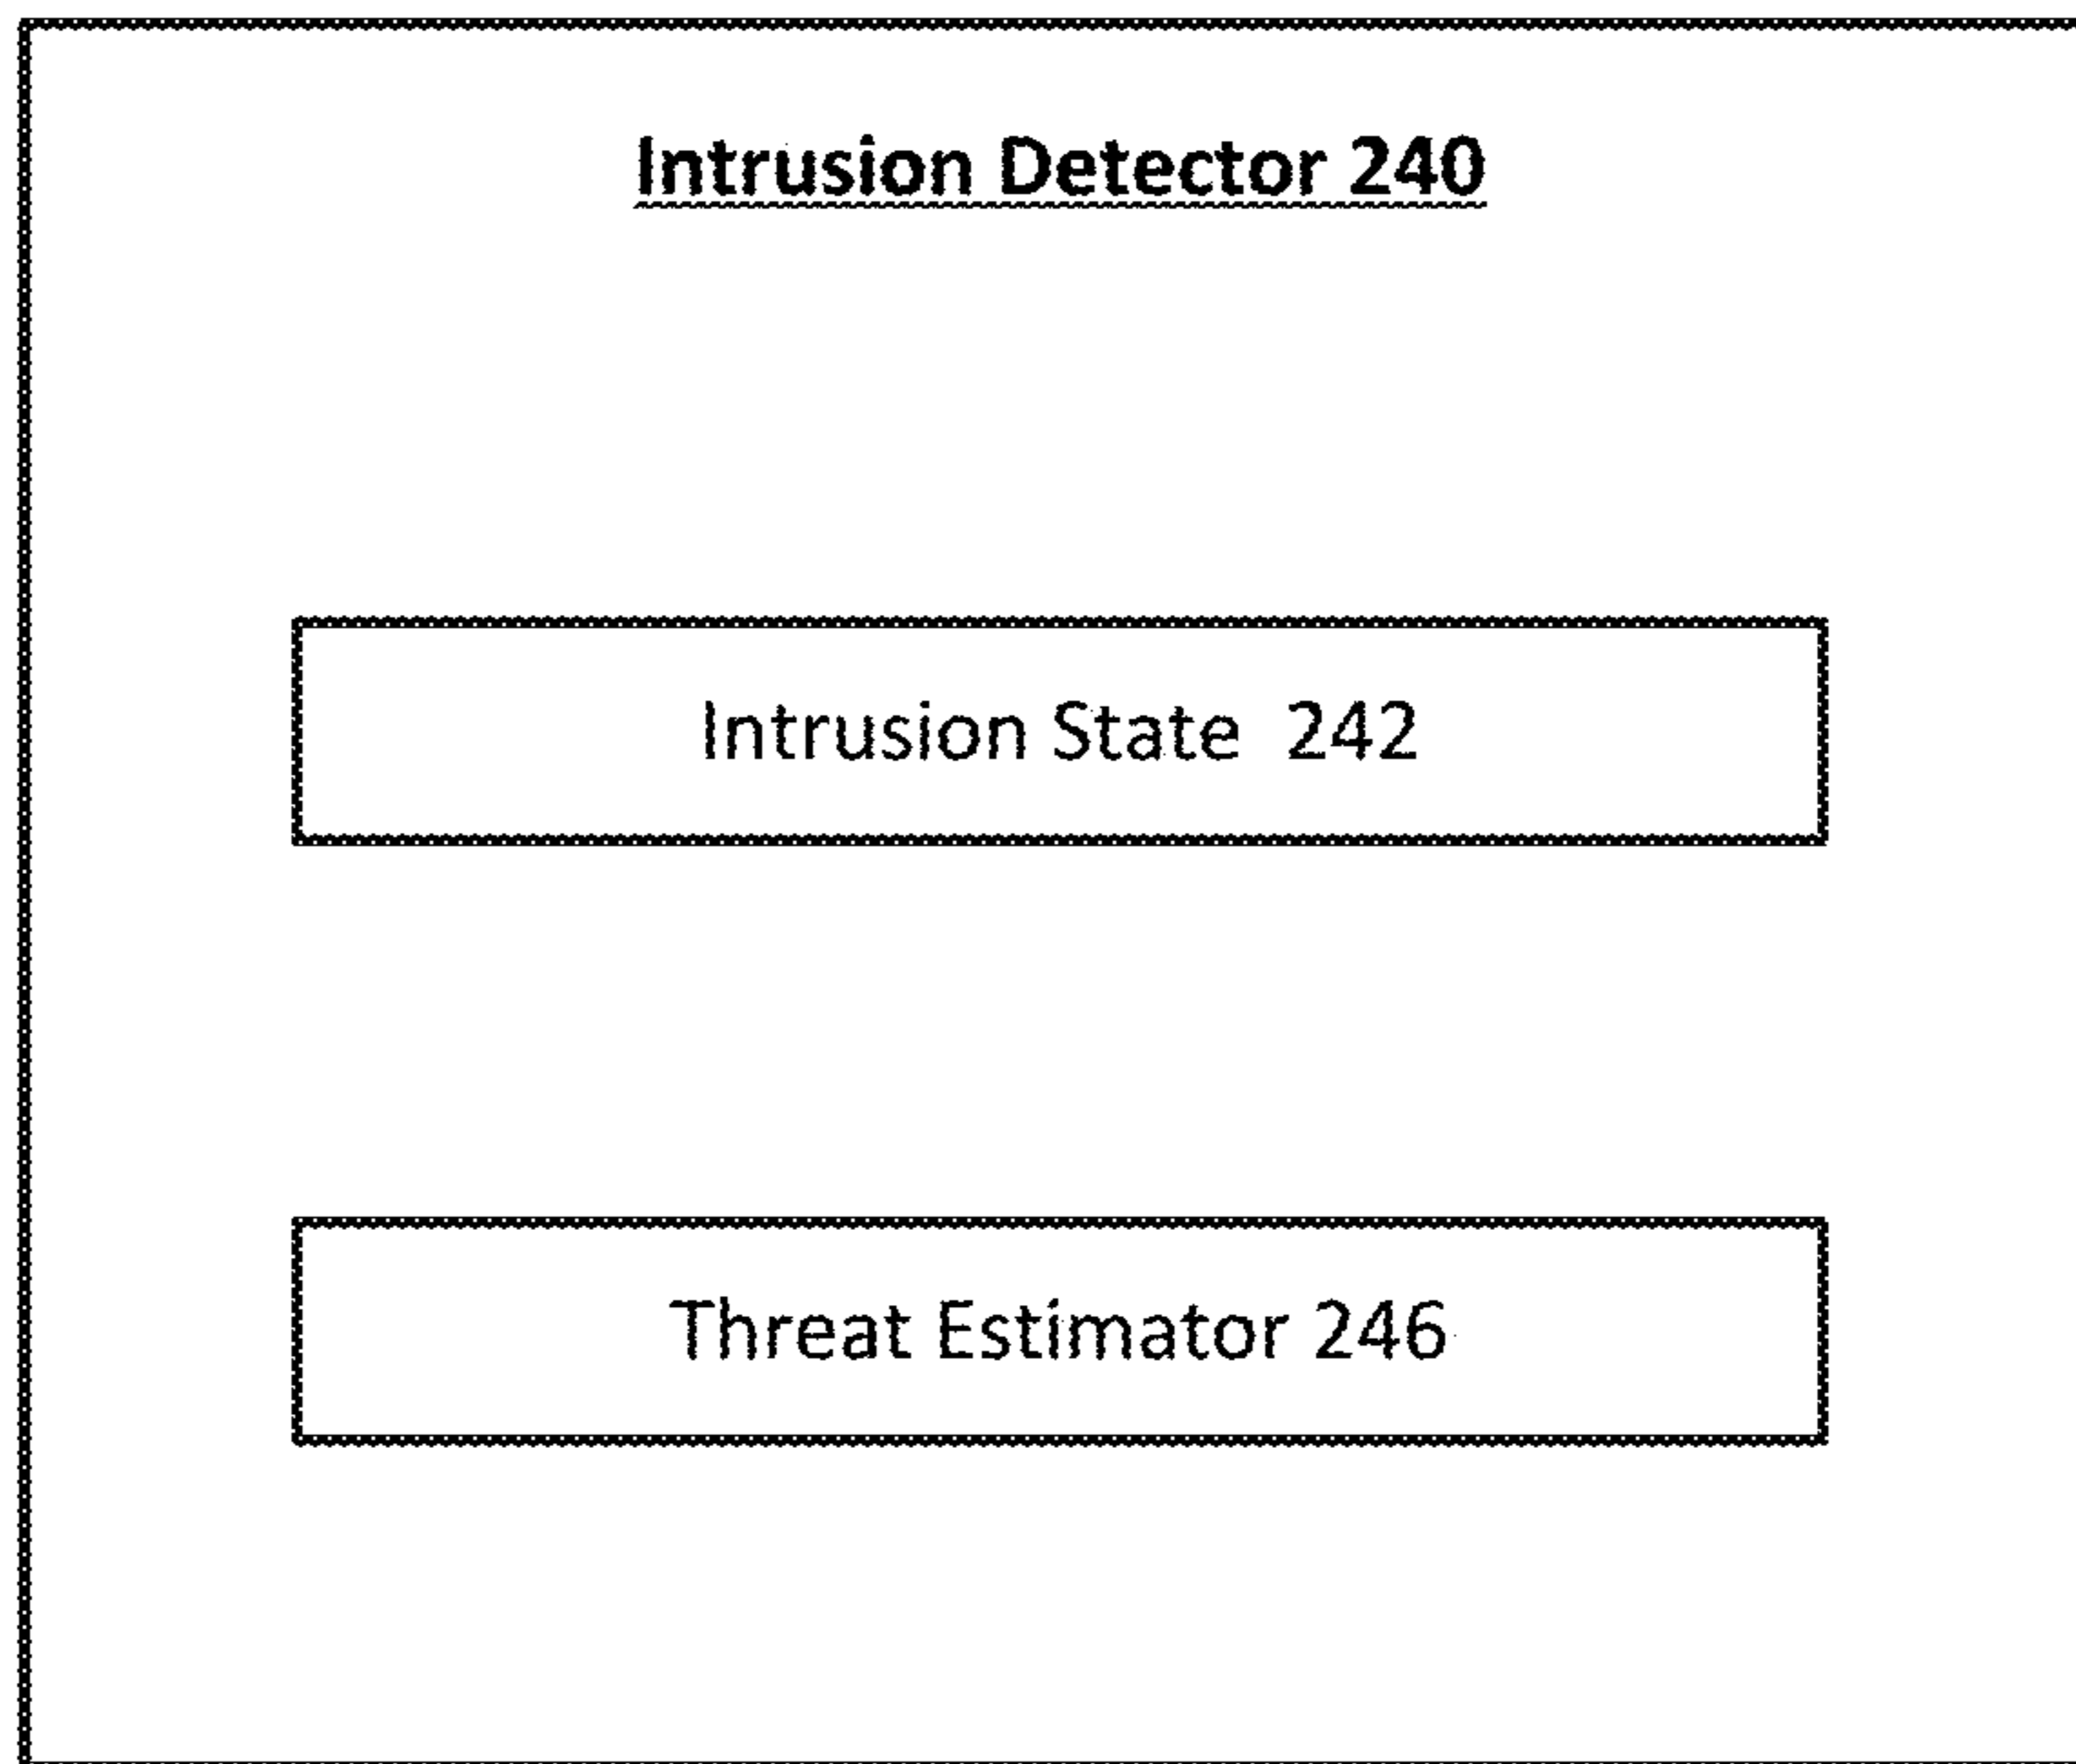 Intrusion Detector 240
Intrusion State 242
Threat Estimator 246